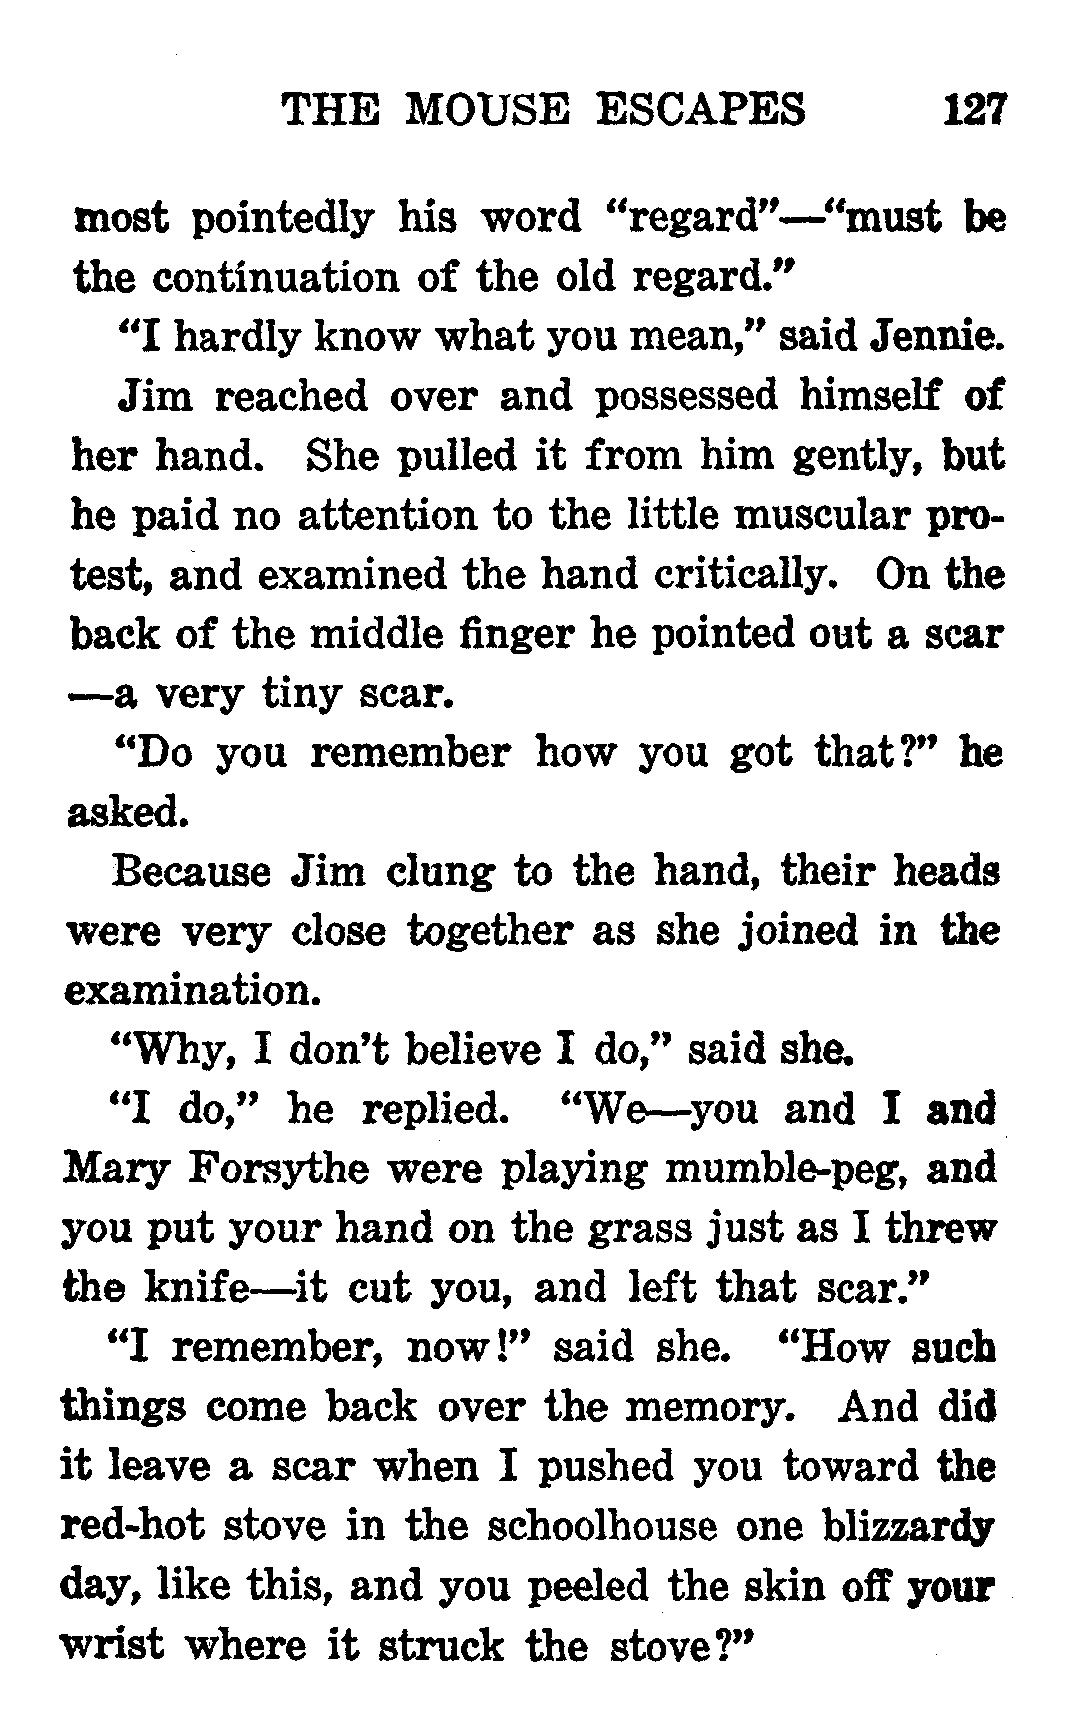 THE MOUSE ESCAPES 127
most pointedly his word “regard”—“must be
the continuation of the old regard.”
“I hardly know what you mean,” said Jennie.
Jim reached over and possessed himself of
her hand. She pulled it from him gently, but
he paid no attention to the little muscular pro-
test, and examined the hand critically. On the
back of the middle finger he pointed out a scar
—a very tiny scar.
“Do you remember how you got that?” he
asked.
Because Jim clung to the hand, their heads
were very close together as she joined in the
examination.
“Why, I don’t believe I do,” said she.
“I do,” he replied. “We—you and I and
Mary Forsythe were playing mumble-peg, and
you put your hand on the grass just as I threw
the knife—it cut you, and left that scar.”
“I remember, now!” said she. “How such
things come back over the memory. And did
it leave a scar when I pushed you toward the
red-hot stove in the schoolhouse one blizzardy
day, like this, and you peeled the skin off your
wrist where it struck the stove?”